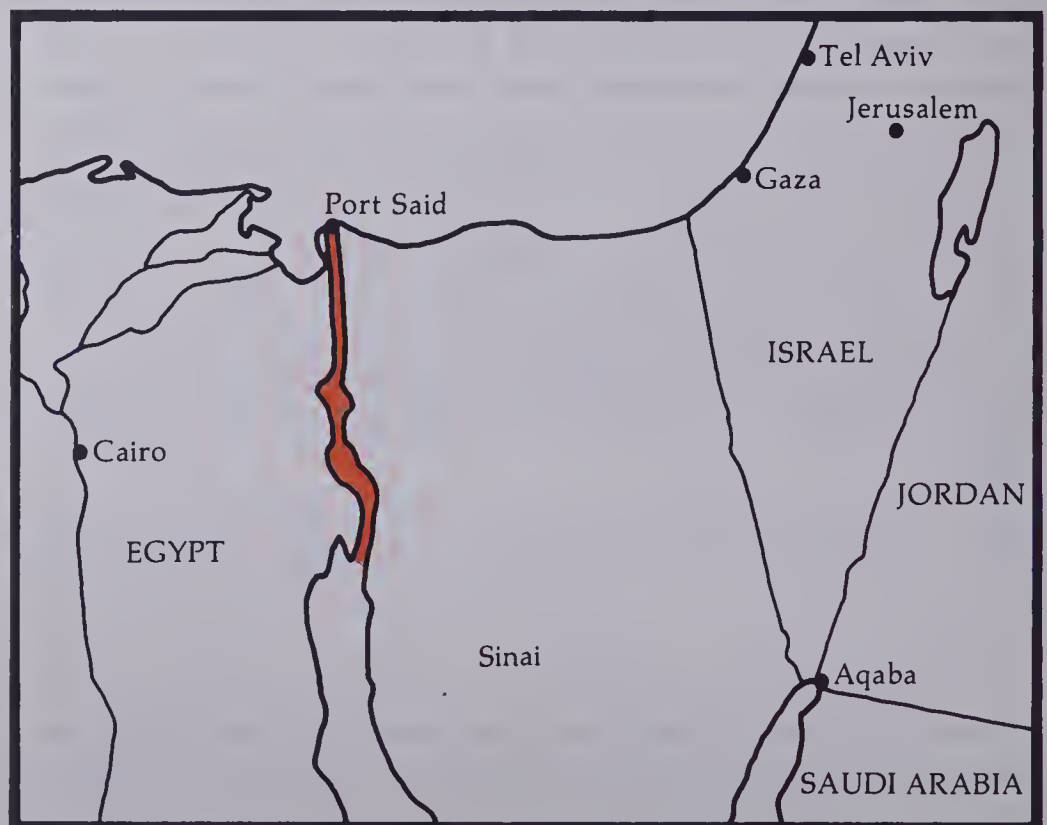 Tel Aviv
Jerusalem
Gaza
Port Said
ISRAEL
Cairo
JORDAN
EGYPT
Sinai
Aqaba
SAUDI ARABIA